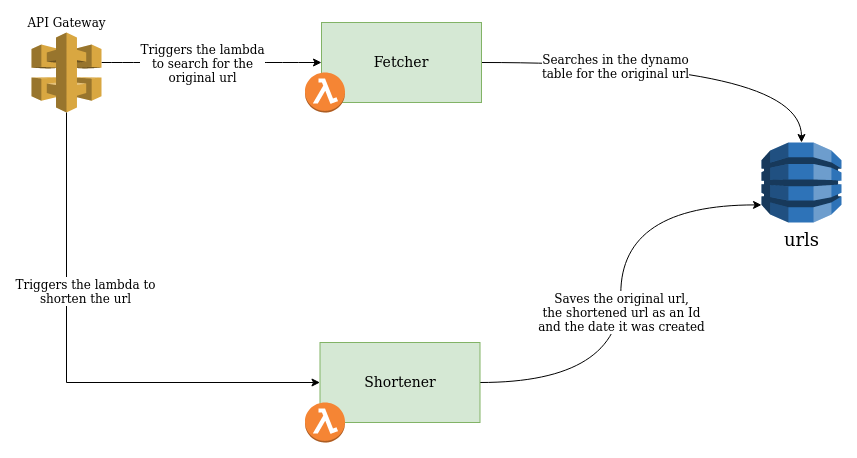 API Gateway
Triggers the lambda
to search for the
original url
Fetcher
Searches in the dynamo
table for the original url
urls
Triggers the lambda to
shorten the url
Saves the original url,
the shortened url as an Id
and the date it was created
Shortener